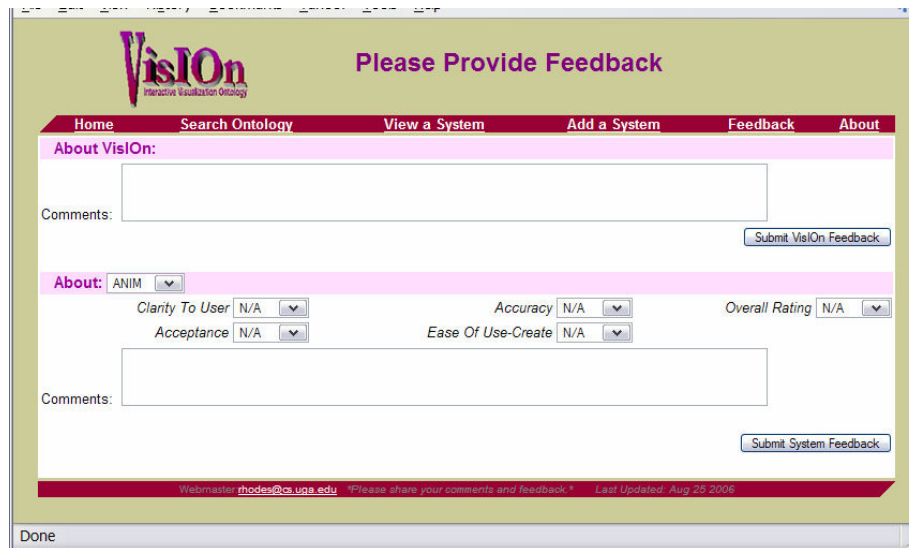 VisIOn
Interactive Visualization Ontology
Please Provide Feedback
Home Search Ontology View a System Add a System Feedback About
About VisIOn:
Comments:
Submit VisIOn Feedback
About: ANIM
Clarity To User N/A Accuracy N/A Overall Rating N/A
Acceptance N/A Ease Of Use-Create N/A
Comments:
Submit System Feedback
Webmaster:rhodes@cs.uga.edu *Please share your comments and feedback.* Last Updated: Aug 25 2006
Done